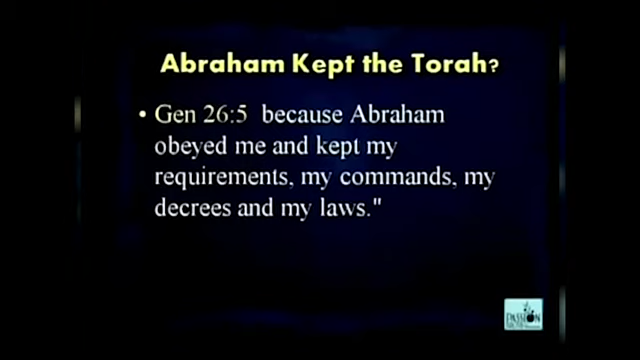 Abraham Kept the Torah?
• Gen 26:5 because Abraham
obeyed me and kept my
requirements, my commands, my
decrees and my laws."
PASSION